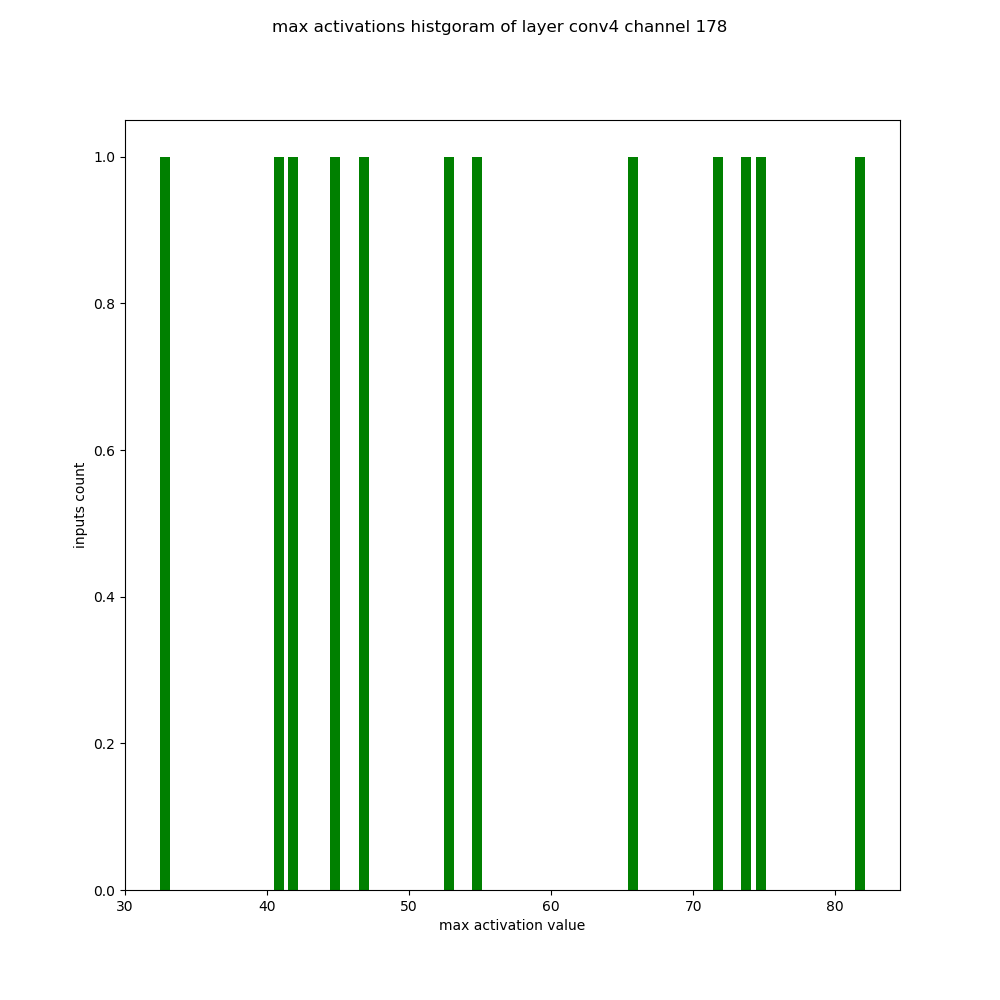 max activations histgoram of layer conv4 channel 178
1.0
0.8
0.6
0.4
0.2
0.0
inputs count
30 40 50 60 70 80
max activation value